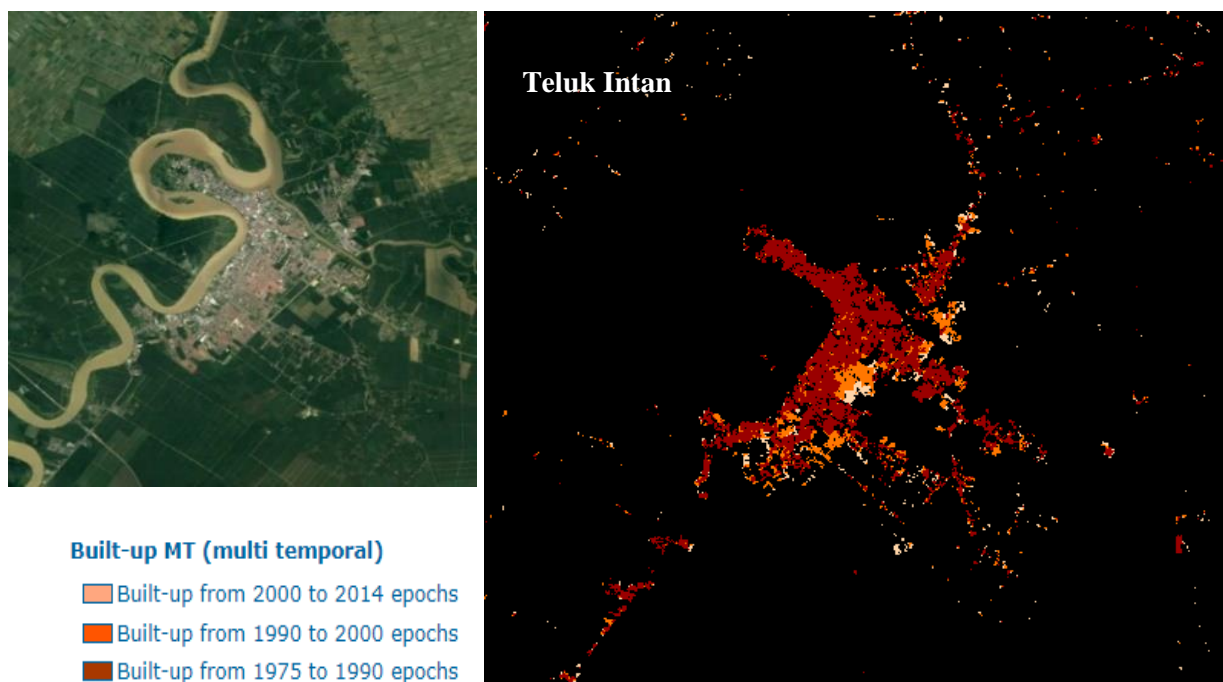 Teluk Intan
Built-up MT (multi temporal)
Built-up from 2000 to 2014 epochs
Built-up from 1990 to 2000 epochs
Built-up from 1975 to 1990 epochs